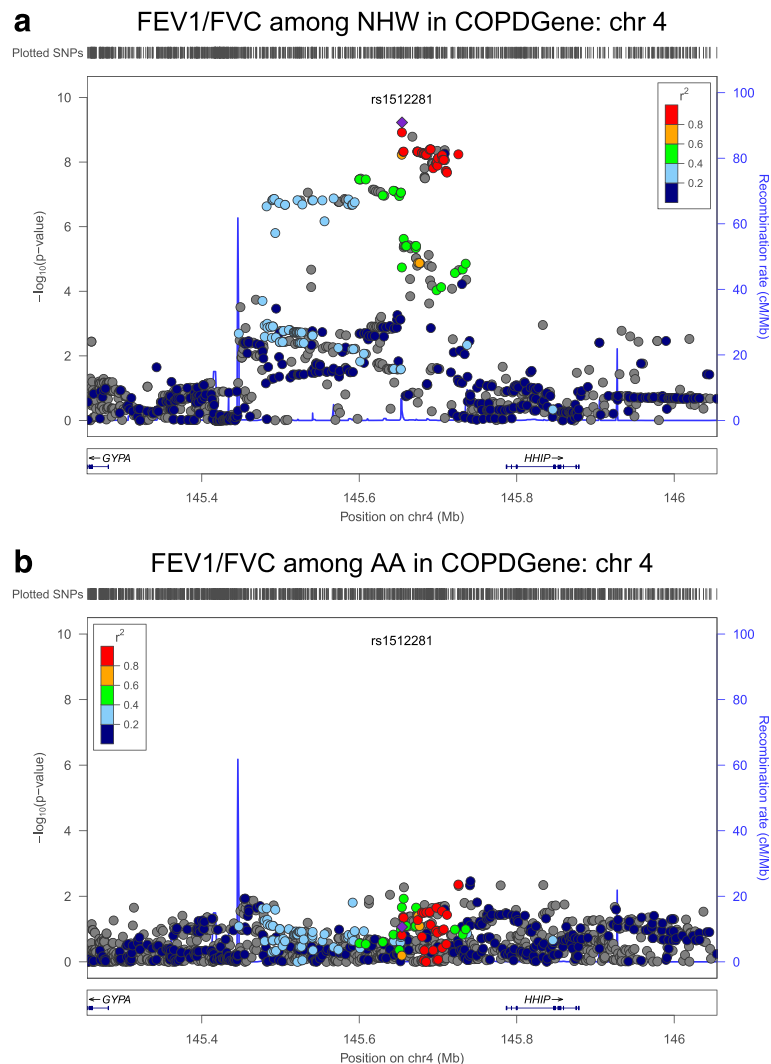 a
FEV1/FVC among NHW in COPDGene: chr 4
Plotted SNPs
10
8
6
4
2
0
−log10(p−value)
rs1512281
r2
0.8
0.6
0.4
0.2
100
80
60
40
20
0
Recombination rate (cM/Mb)
←GYPA
HHIP→
145.4
145.6
145.8
146
Position on chr4 (Mb)
b
FEV1/FVC among AA in COPDGene: chr 4
Plotted SNPs
10
8
6
4
2
0
−log10(p−value)
r2
0.8
0.6
0.4
0.2
rs1512281
100
80
60
40
20
0
Recombination rate (cM/Mb)
←GYPA
HHIP→
145.4
145.6
145.8
146
Position on chr4 (Mb)